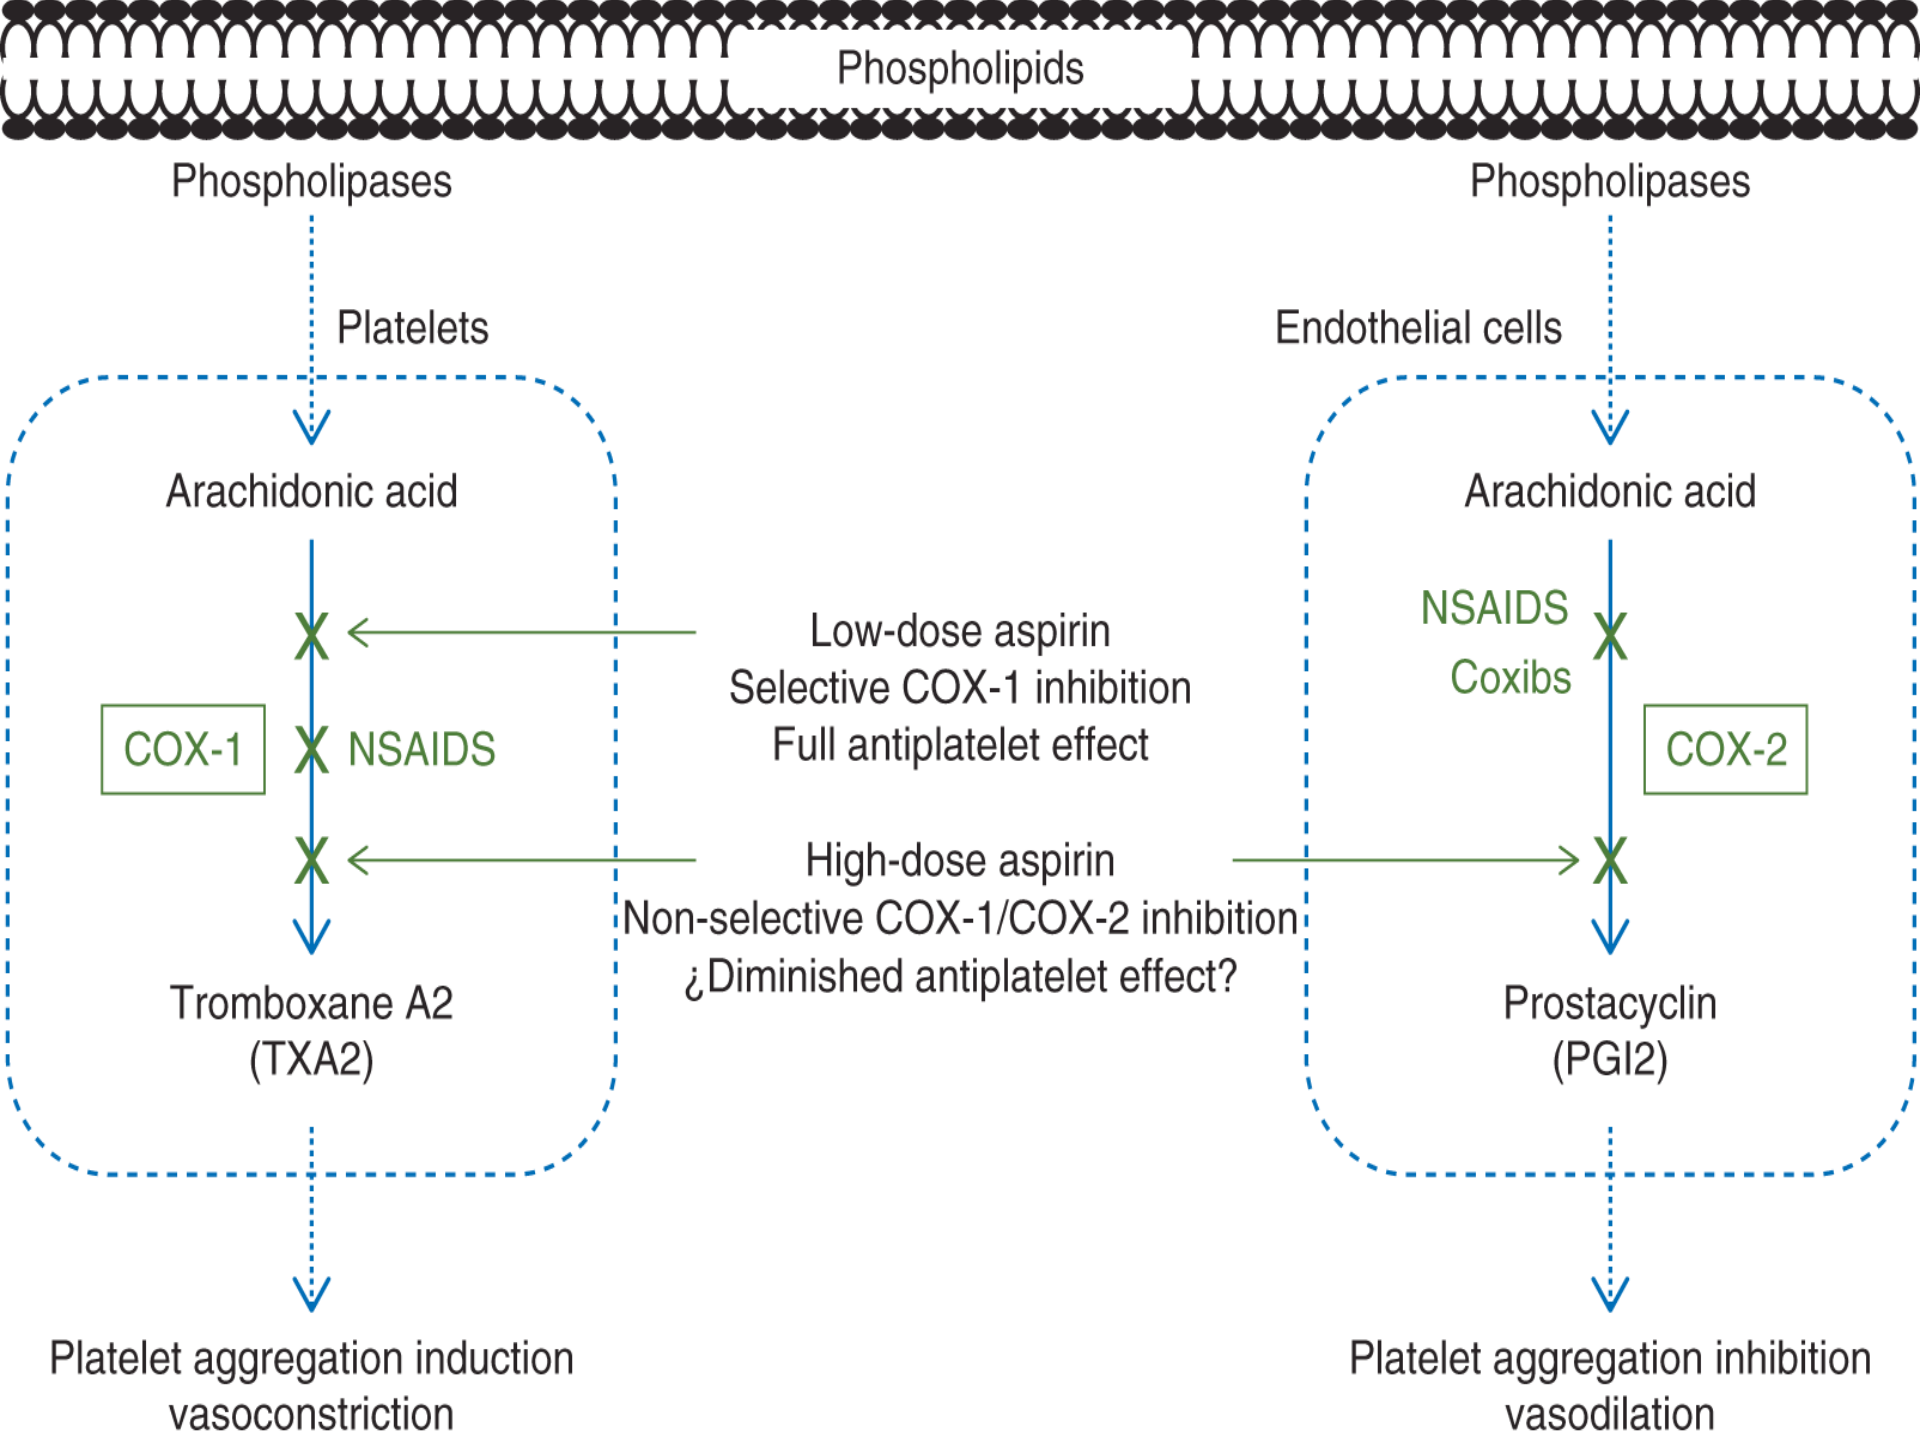 Phospholipids
Phospholipases
Phospholipases
Platelets
Endothelial cells
Arachidonic acid
Arachidonic acid
Low-dose aspirin
Selective COX-1 inhibition
Full antiplatelet effect
NSAIDS
Coxibs
X
X
COX-1
X
NSAIDS
COX-2
High-dose aspirin
Non-selective COX-1/COX-2 inhibition
¿Diminished antiplatelet effect?
X
X
Tromboxane A2
(TXA2)
Prostacyclin
(PGI2)
Platelet aggregation induction
vasoconstriction
Platelet aggregation inhibition
vasodilation